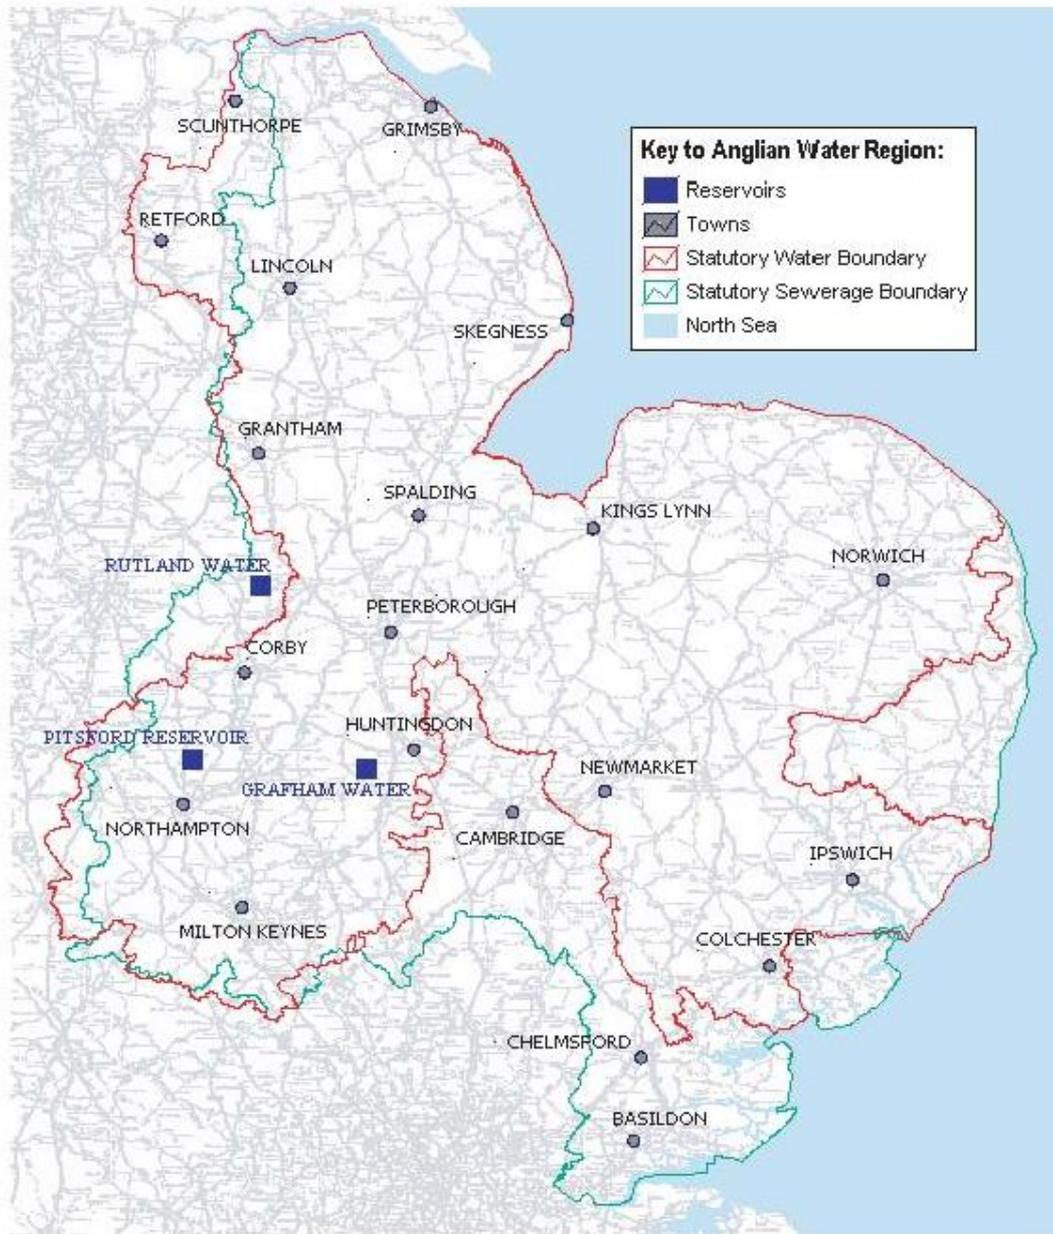 SCUNTHORPE
GRIMSBY
Key to Anglian Water Region:
Reservoirs
Towns
Statutory Water Boundary
Statutory Sewerage Boundary
North Sea
RETFORD
LINCOLN
SKEGNESS
GRANTHAM
SPALDING
KINGS LYNN
NORWICH
RUTLAND WATER
PETERBOROUGH
CORBY
HUNTINGDON
PITSFORD RESERVOIR
NEWMARKET
GRAFHAM WATER
NORTHAMPTON
CAMBRIDGE
IPSWICH
MILTON KEYNES
COLCHESTER
CHELMSFORD
BASILDON